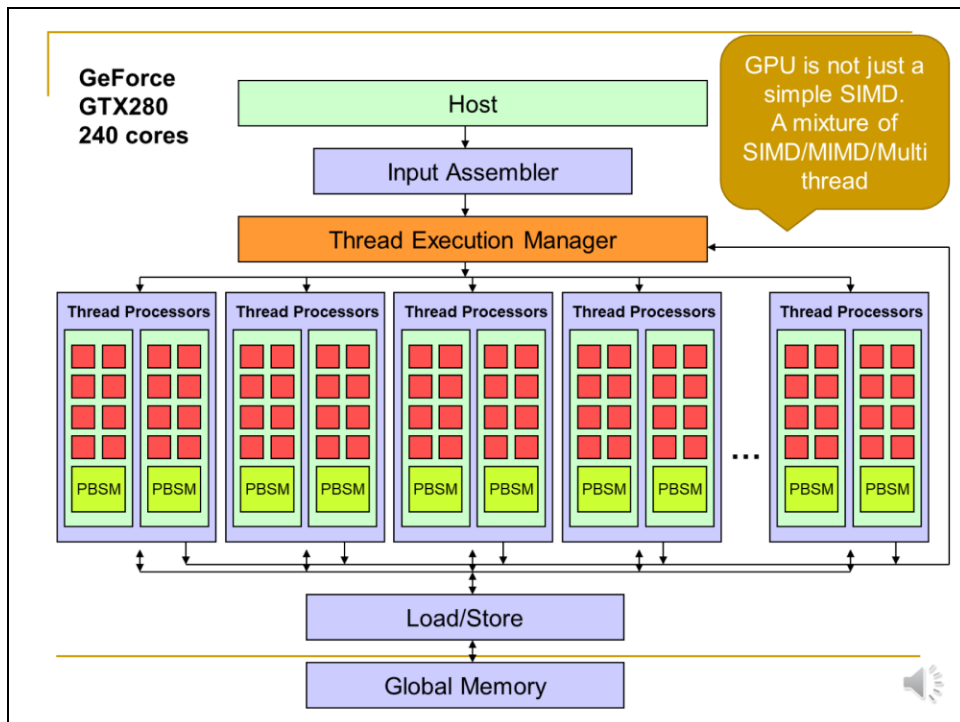 GeForce
GTX280
240 cores
GPU is not just a
simple SIMD.
A mixture of
SIMD/MIMD/Multi
thread
Host
Input Assembler
Thread Execution Manager
Thread Processors
Thread Processors
Thread Processors
Thread Processors
Thread Processors
...
PBSM
PBSM
PBSM
PBSM
PBSM
PBSM
PBSM
PBSM
PBSM
PBSM
Load/Store
Global Memory